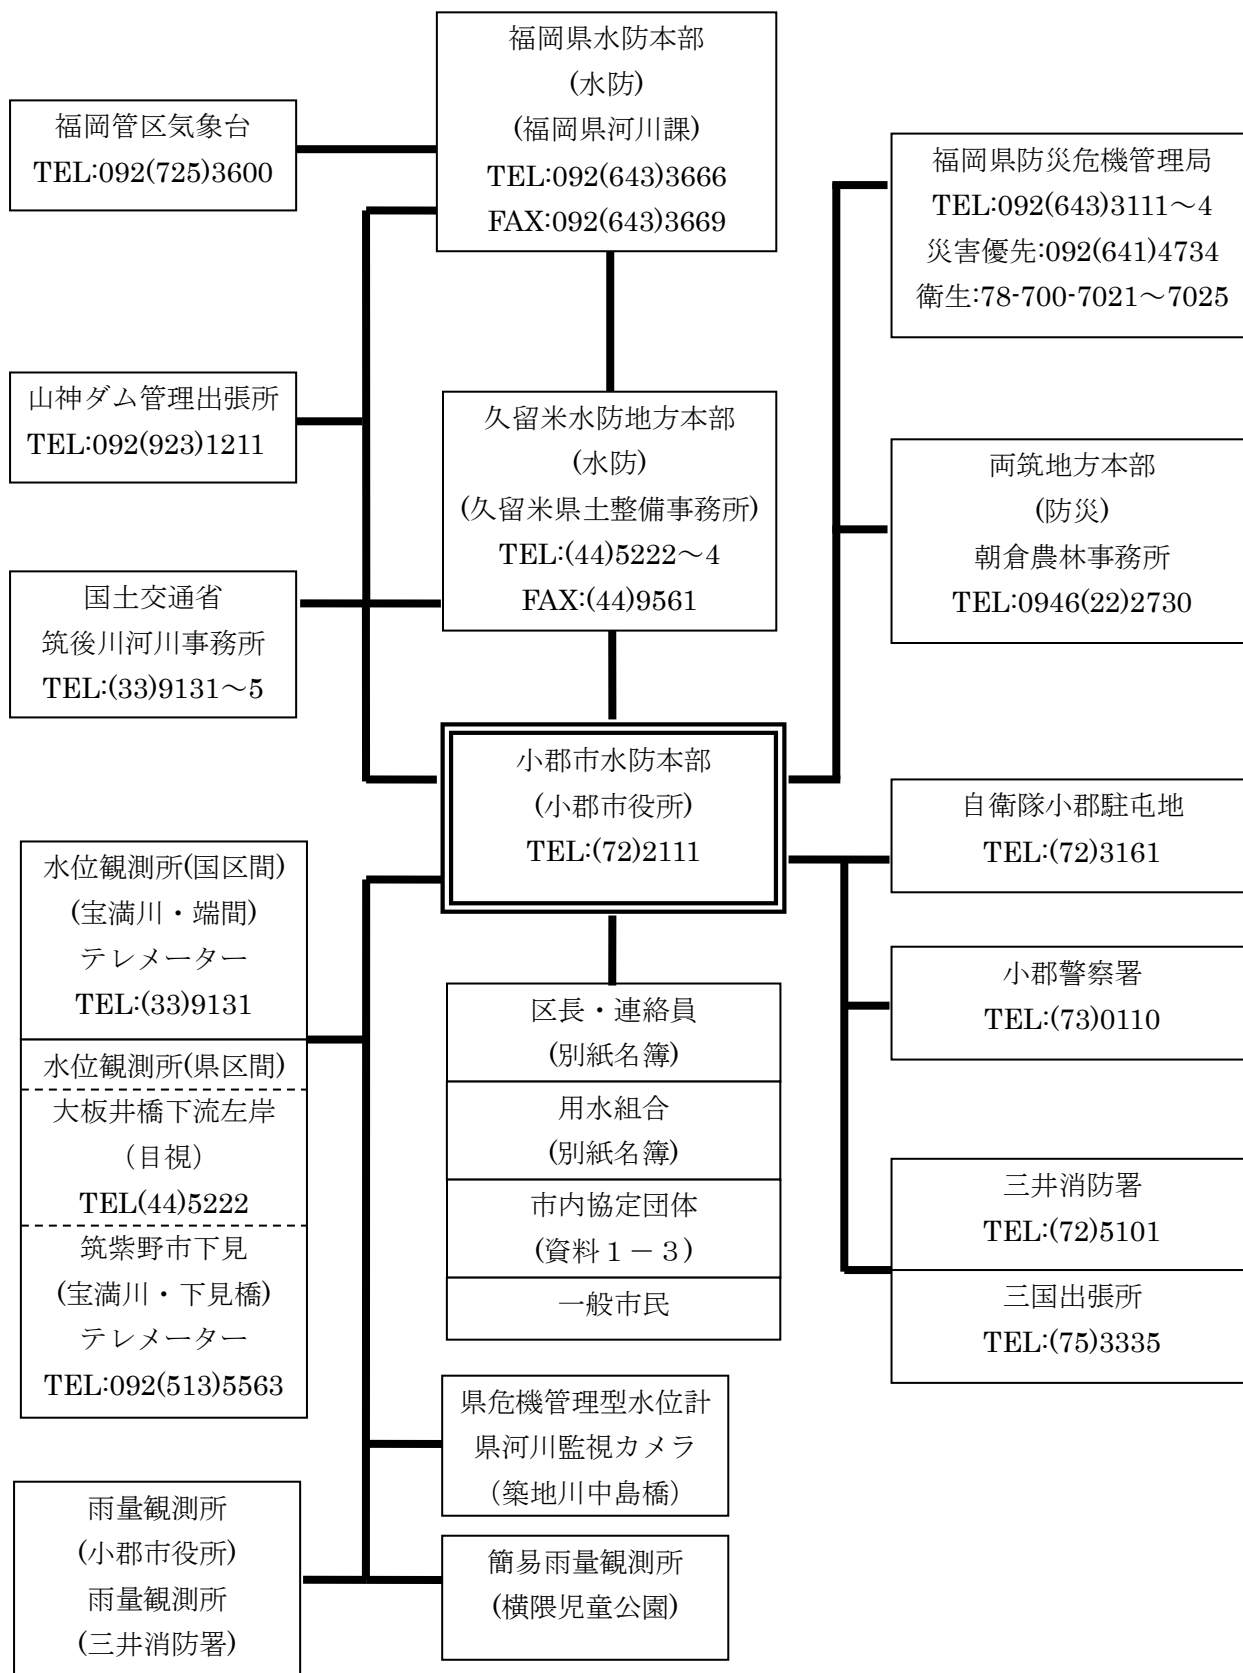 福岡県水防本部
(水防)
(福岡県河川課)
TEL:092(643)3666
FAX:092(643)3669
福岡管区気象台
TEL:092(725)3600
福岡県防災危機管理局
TEL:092(643)3111～4
災害優先:092(641)4734
衛生:78-700-7021～7025
山神ダム管理出張所
TEL:092(923)1211
久留米水防地方本部
(水防)
(久留米県土整備事務所)
TEL:(44)5222～4
FAX:(44)9561
両筑地方本部
(防災)
朝倉農林事務所
TEL:0946(22)2730
国土交通省
筑後川河川事務所
TEL:(33)9131～5
小郡市水防本部
(小郡市役所)
TEL:(72)2111
自衛隊小郡駐屯地
TEL:(72)3161
小郡警察署
TEL:(73)0110
三井消防署
TEL:(72)5101
三国出張所
TEL:(75)3335
水位観測所(国区間)
(宝満川・端間)
テレメーター
TEL:(33)9131
水位観測所(県区間)
大板井橋下流左岸
（目視）
TEL(44)5222
筑紫野市下見
(宝満川・下見橋)
テレメーター
TEL:092(513)5563
区長・連絡員
(別紙名簿)
用水組合
(別紙名簿)
市内協定団体
(資料１－３)
一般市民
県危機管理型水位計
県河川監視カメラ
（築地川中島橋）
雨量観測所
(小郡市役所)
雨量観測所
(三井消防署)
簡易雨量観測所
(横隈児童公園)